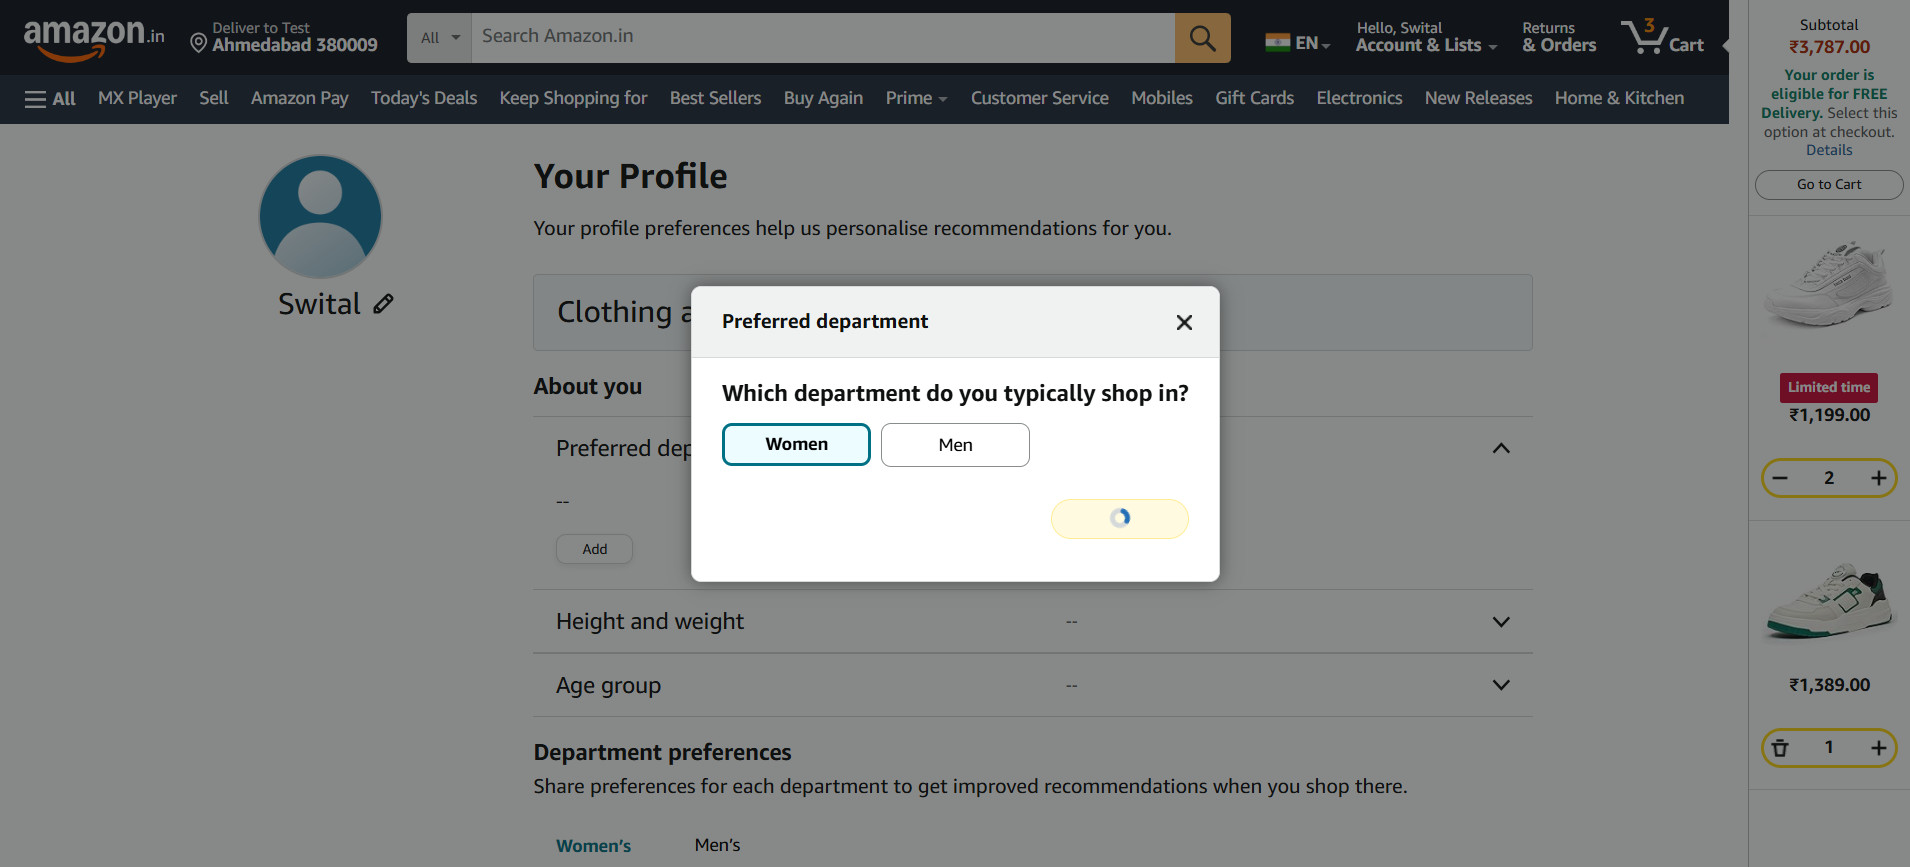 amazon.in
Deliver to Test
Ahmedabad 380009
All
Search Amazon.in
EN
Hello, Swital
Account & Lists
Returns
& Orders
3
Cart
All
MX Player
Sell
Amazon Pay
Today's Deals
Keep Shopping for
Best Sellers
Buy Again
Prime
Customer Service
Mobiles
Gift Cards
Electronics
New Releases
Home & Kitchen
Swital
Your Profile
Your profile preferences help us personalise recommendations for you.
Clothing a
About you
Preferred dep
--
Add
Preferred department
Which department do you typically shop in?
Women
Men
Height and weight
--
Age group
--
Department preferences
Share preferences for each department to get improved recommendations when you shop there.
Women's
Men's
Subtotal
₹3,787.00
Your order is
eligible for FREE
Delivery. Select this
option at checkout.
Details
Go to Cart
Limited time
₹1,199.00
2
₹1,389.00
1